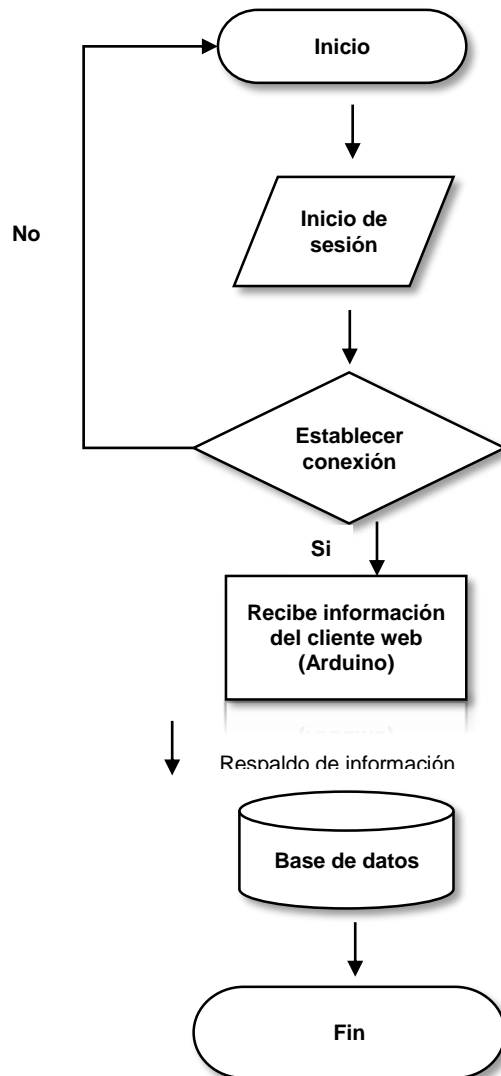 Inicio
Inicio de
sesión
No
Establecer
conexión
Si
Recibe información
del cliente web
(Arduino)
Respaldo de información
Base de datos
Fin